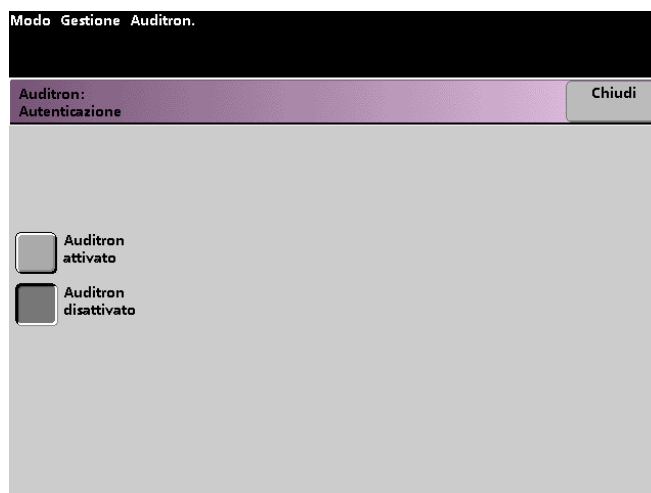 Modo Gestione Auditron.
Auditron:
Autenticazione
Chiudi
Auditron
attivato
Auditron
disattivato